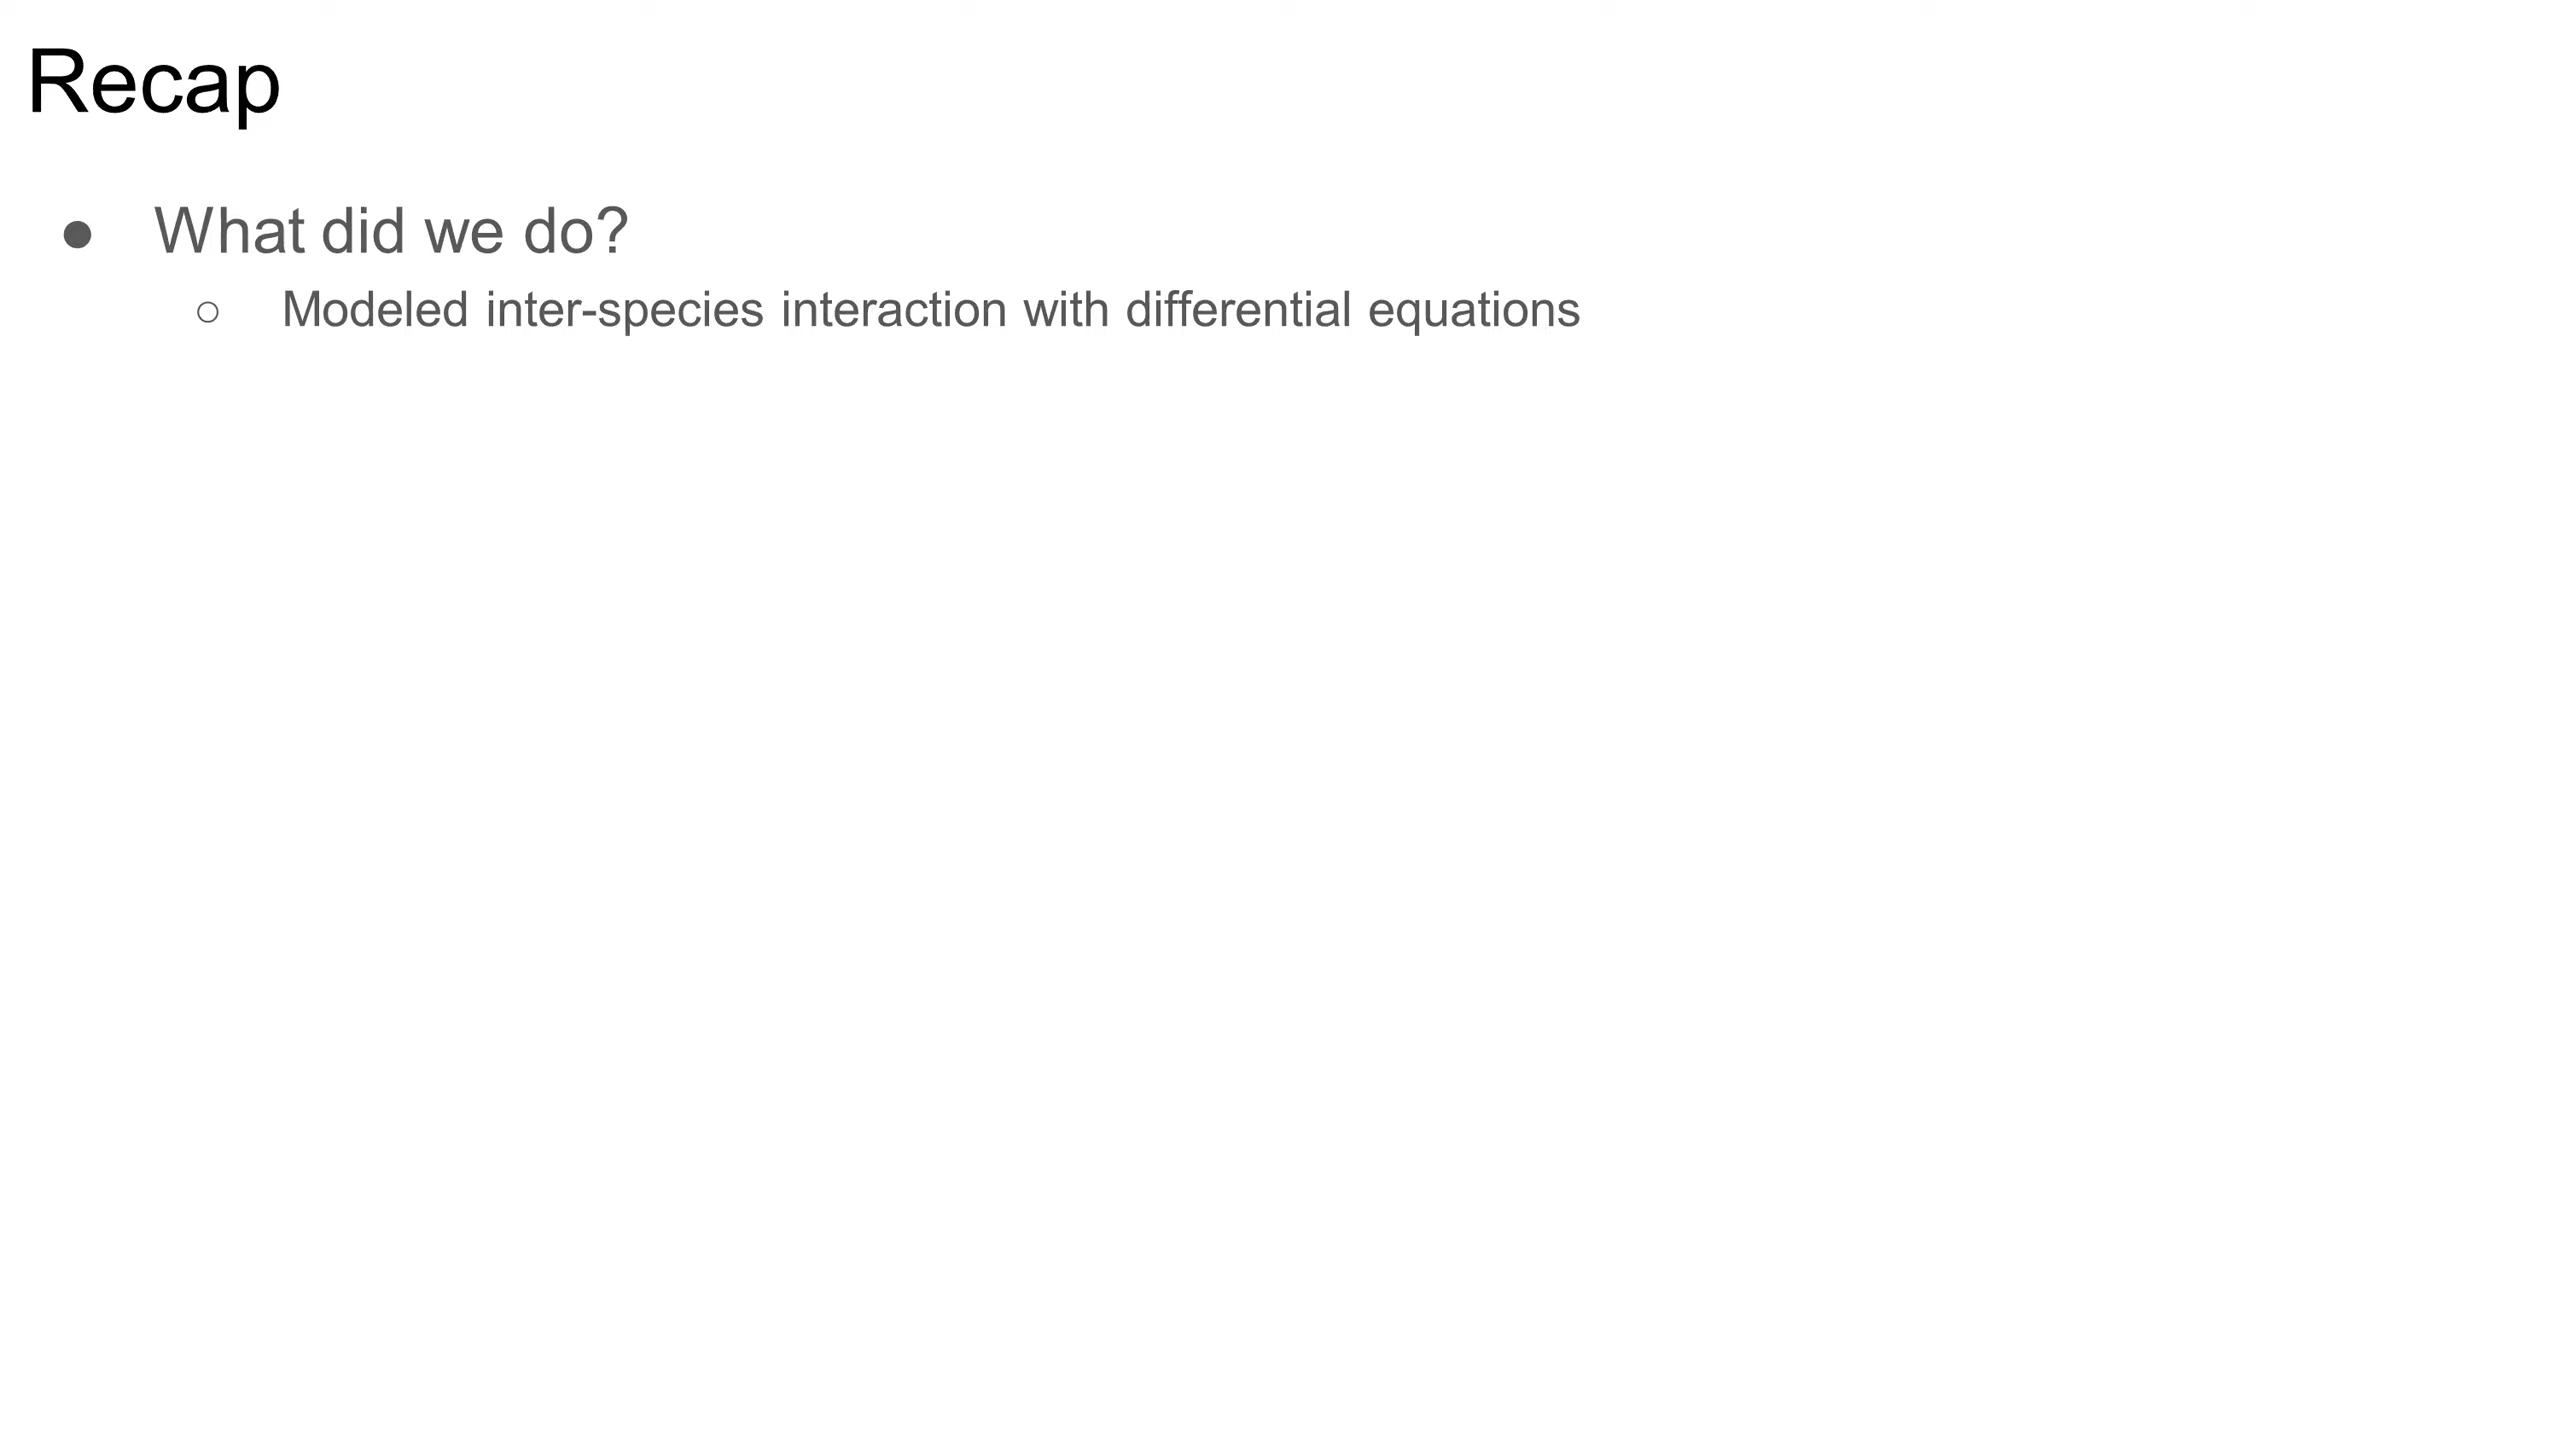 Recap
● What did we do?
○ Modeled inter-species interaction with differential equations